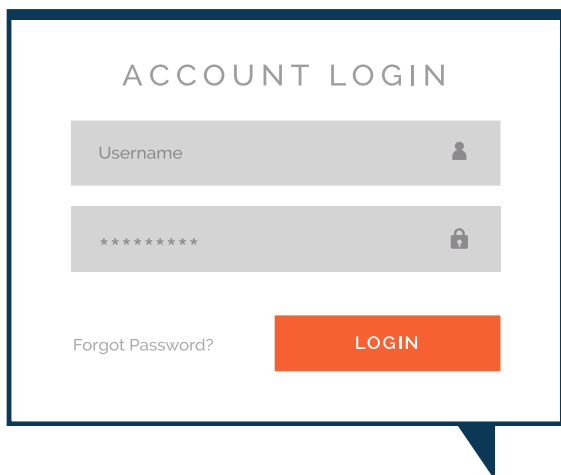 ACCOUNT LOGIN
Username
*********
Forgot Password?
LOGIN